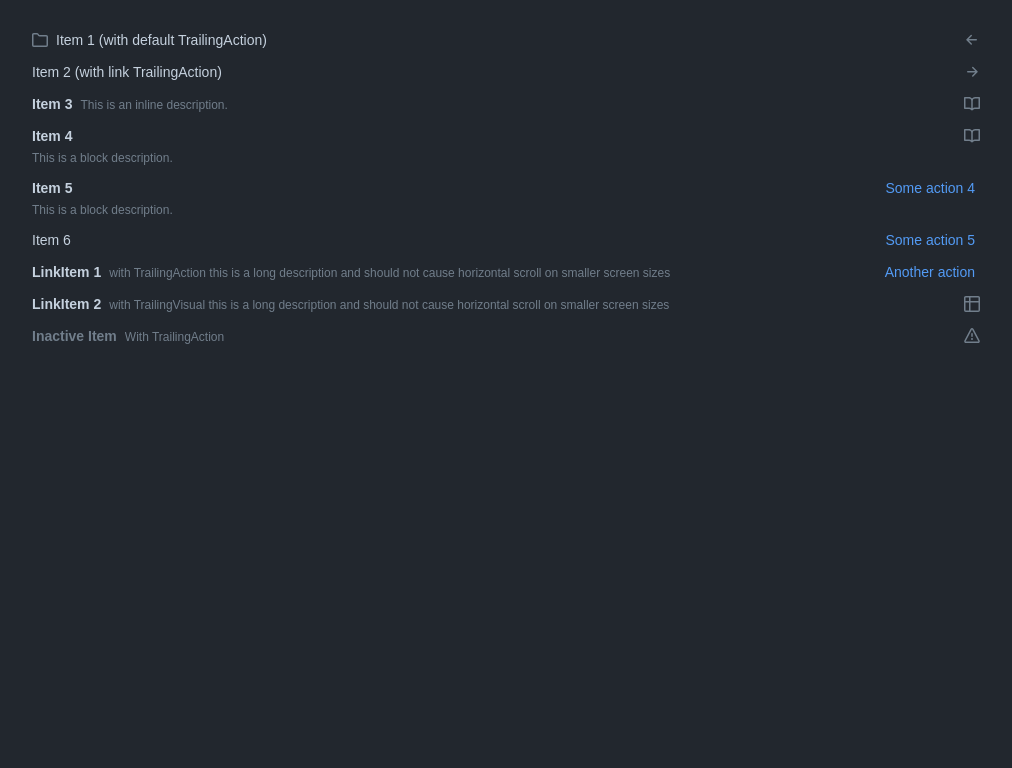 Item 1 (with default TrailingAction)
Item 2 (with link TrailingAction)
Item 3 This is an inline description.
Item 4
This is a block description.
Item 5 Some action 4
This is a block description.
Item 6 Some action 5
LinkItem 1 with TrailingAction this is a long description and should not cause horizontal scroll on smaller screen sizes Another action
LinkItem 2 with TrailingVisual this is a long description and should not cause horizontal scroll on smaller screen sizes
Inactive Item With TrailingAction